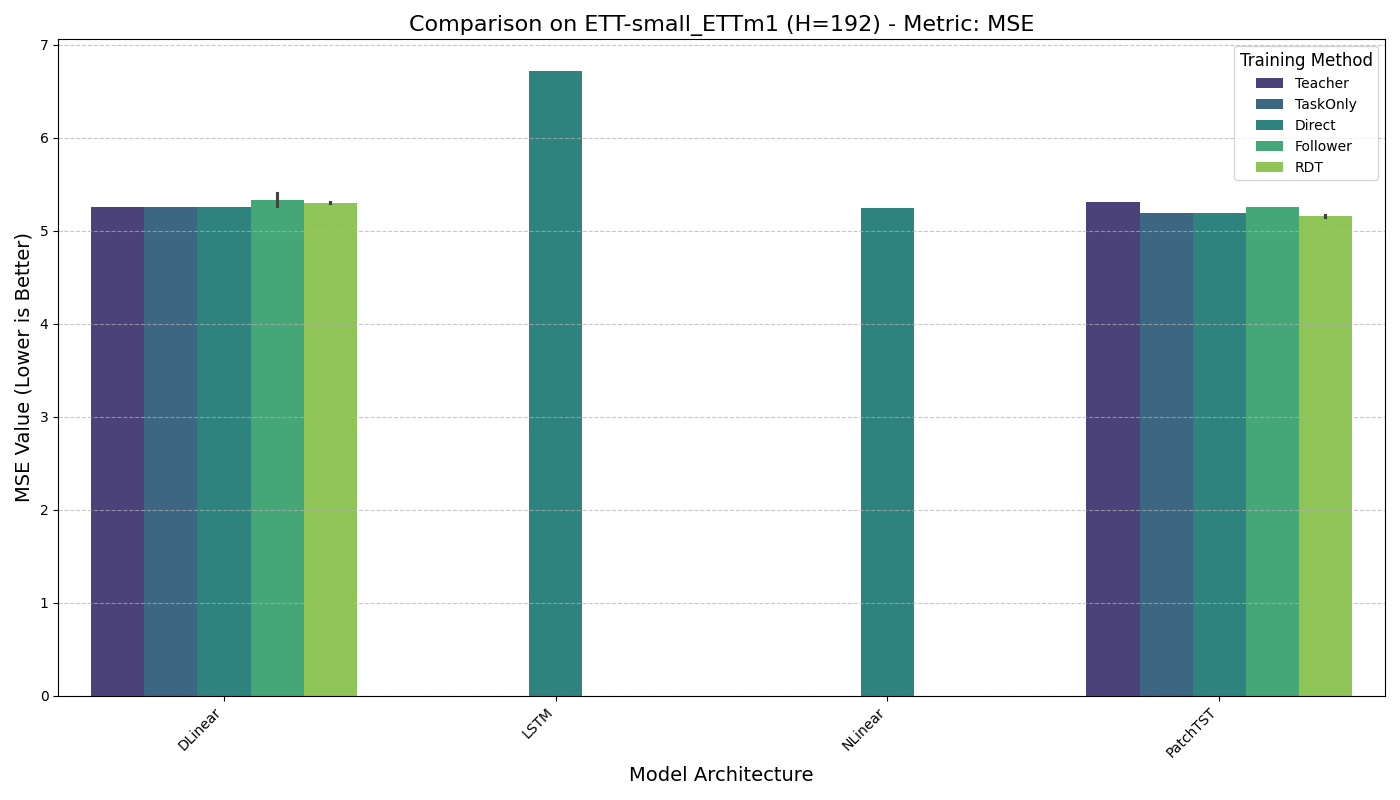 Comparison on ETT-small_ETTm1 (H=192) - Metric: MSE
MSE Value (Lower is Better)
7
6
5
4
3
2
1
0
Training Method
Teacher
TaskOnly
Direct
Follower
RDT
DLinear
LSTM
NLinear
PatchTST
Model Architecture